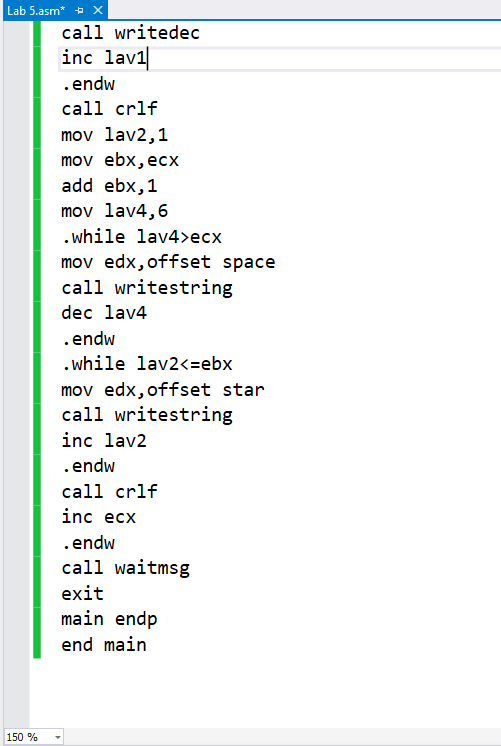 Lab 5.asm*
call writedec
inc lav1
.endw
call crlf
mov lav2,1
mov ebx,ecx
add ebx,1
mov lav4,6
.while lav4>ecx
mov edx,offset space
call writestring
dec lav4
.endw
.while lav2<=ebx
mov edx,offset star
call writestring
inc lav2
.endw
call crlf
inc ecx
.endw
call waitmsg
exit
main endp
end main
150 %